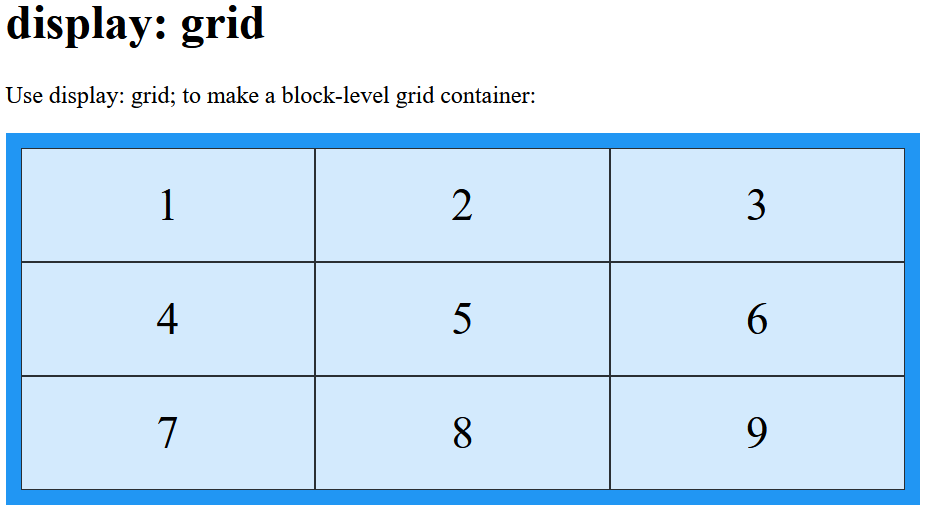 display: grid
Use display: grid; to make a block-level grid container:
1 2 3
4 5 6
7 8 9